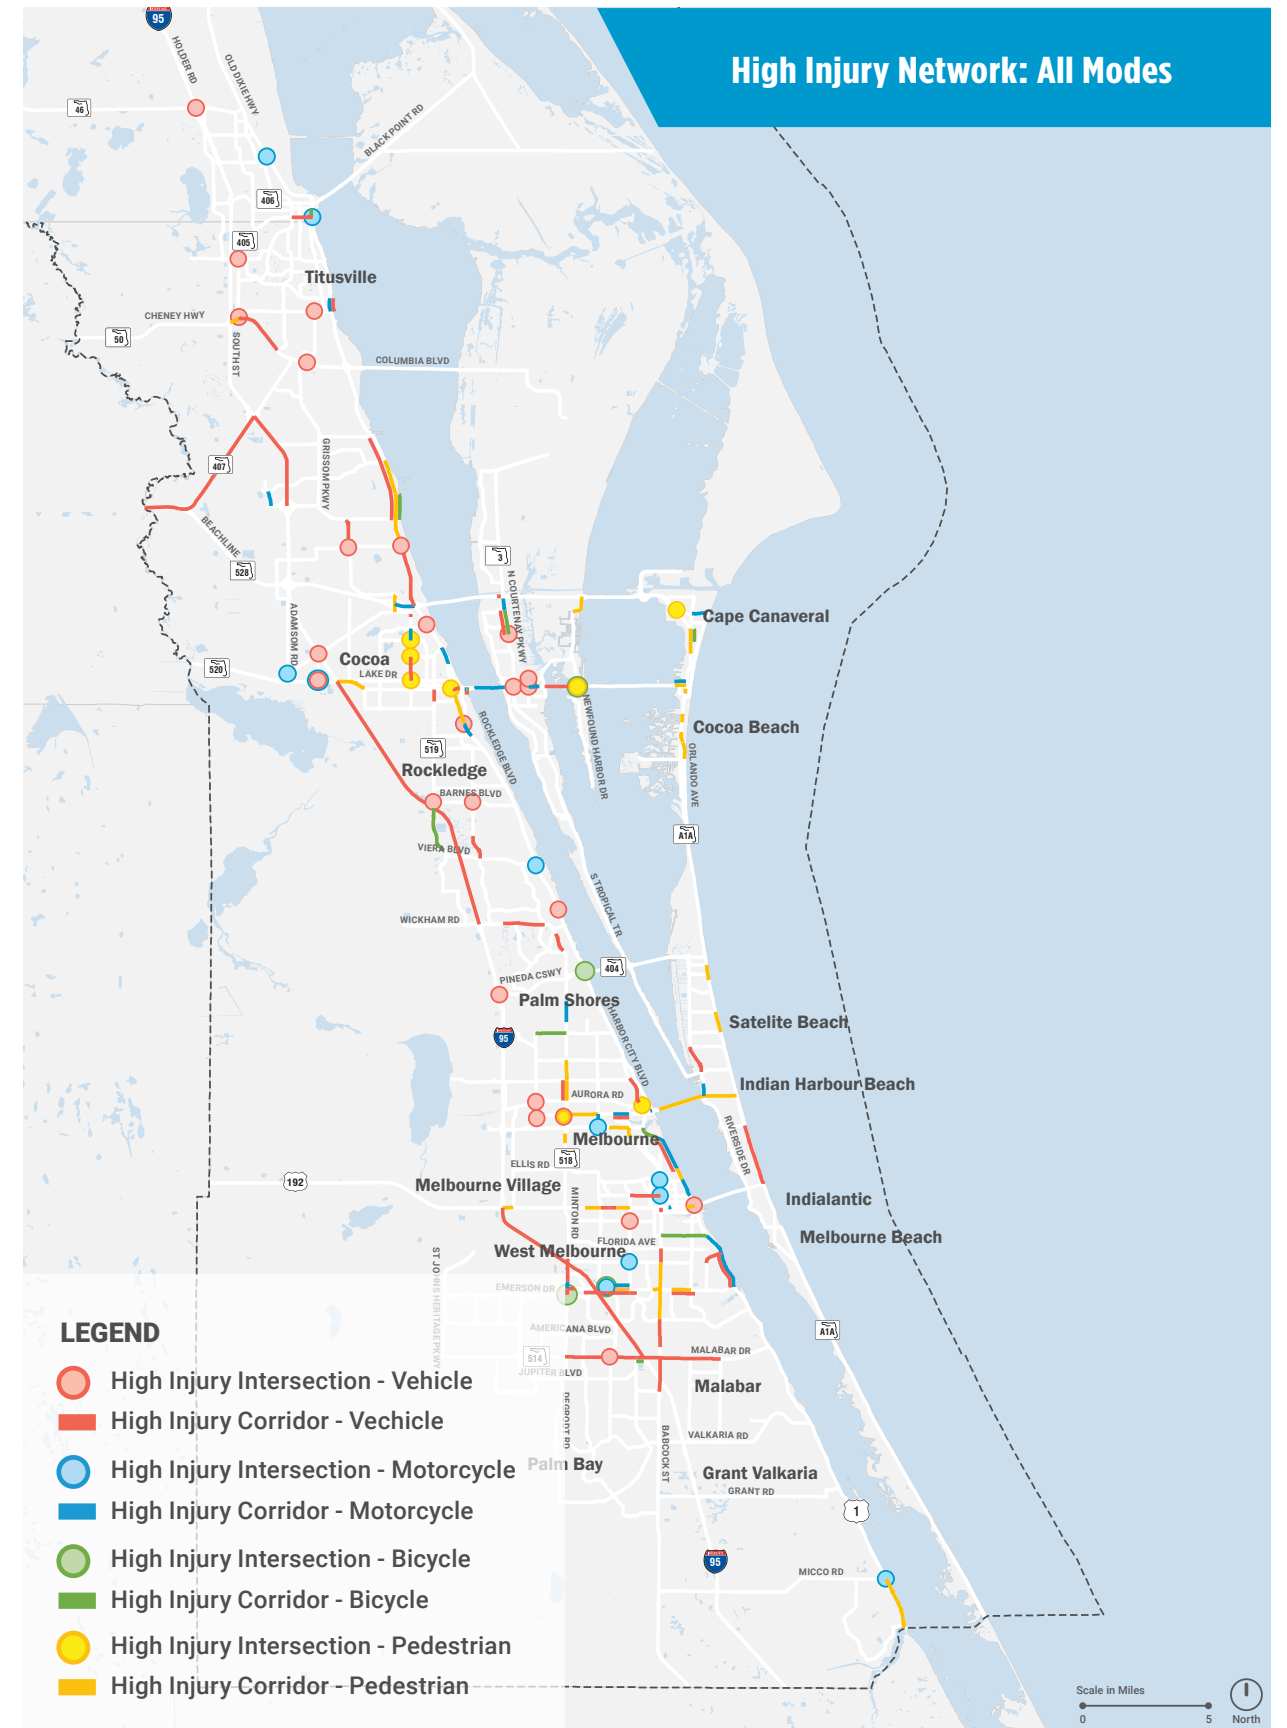 95
High Injury Network: All Modes
HOLDER RD
OLD DIXIE HWY
46
BLACK POINT RD
406
405
Titusville
CHENEY HWY
50
SOUTH ST
COLUMBIA BLVD
GRISSOM PKWY
407
BEACHLINE
528
3
N COURTENAY PKWY
ADAMSOM RD
Cape Canaveral
520
Cocoa
LAKE DR
NEWFOUND HARBOR DR
Cocoa Beach
ROCKLEDGE BLVD
519
ORLANDO AVE
Rockledge
BARNES BLVD
A1A
VIERA BLVD
S TROPICAL TR
WICKHAM RD
PINEDA CSWY
404
Palm Shores
HARBOR CITY BLVD
Satelite Beach
95
Indian Harbour Beach
AURORA RD
RIVERSIDE DR
Melbourne
518
ELLIS RD
192
Melbourne Village
MINTON RD
Indialantic
Melbourne Beach
FLORIDA AVE
West Melbourne
ST JOHNS HERITAGE PKWY
EMERSON DR
AMERICANA BLVD
A1A
514
MALABAR DR
JUPITER BLVD
Malabar
DEGROODT RD
BABCOCK ST
VALKARIA RD
Palm Bay
Grant Valkaria
GRANT RD
1
95
MICCO RD
LEGEND
High Injury Intersection - Vehicle
High Injury Corridor - Vechicle
High Injury Intersection - Motorcycle
High Injury Corridor - Motorcycle
High Injury Intersection - Bicycle
High Injury Corridor - Bicycle
High Injury Intersection - Pedestrian
High Injury Corridor - Pedestrian
Scale in Miles
0 5
North